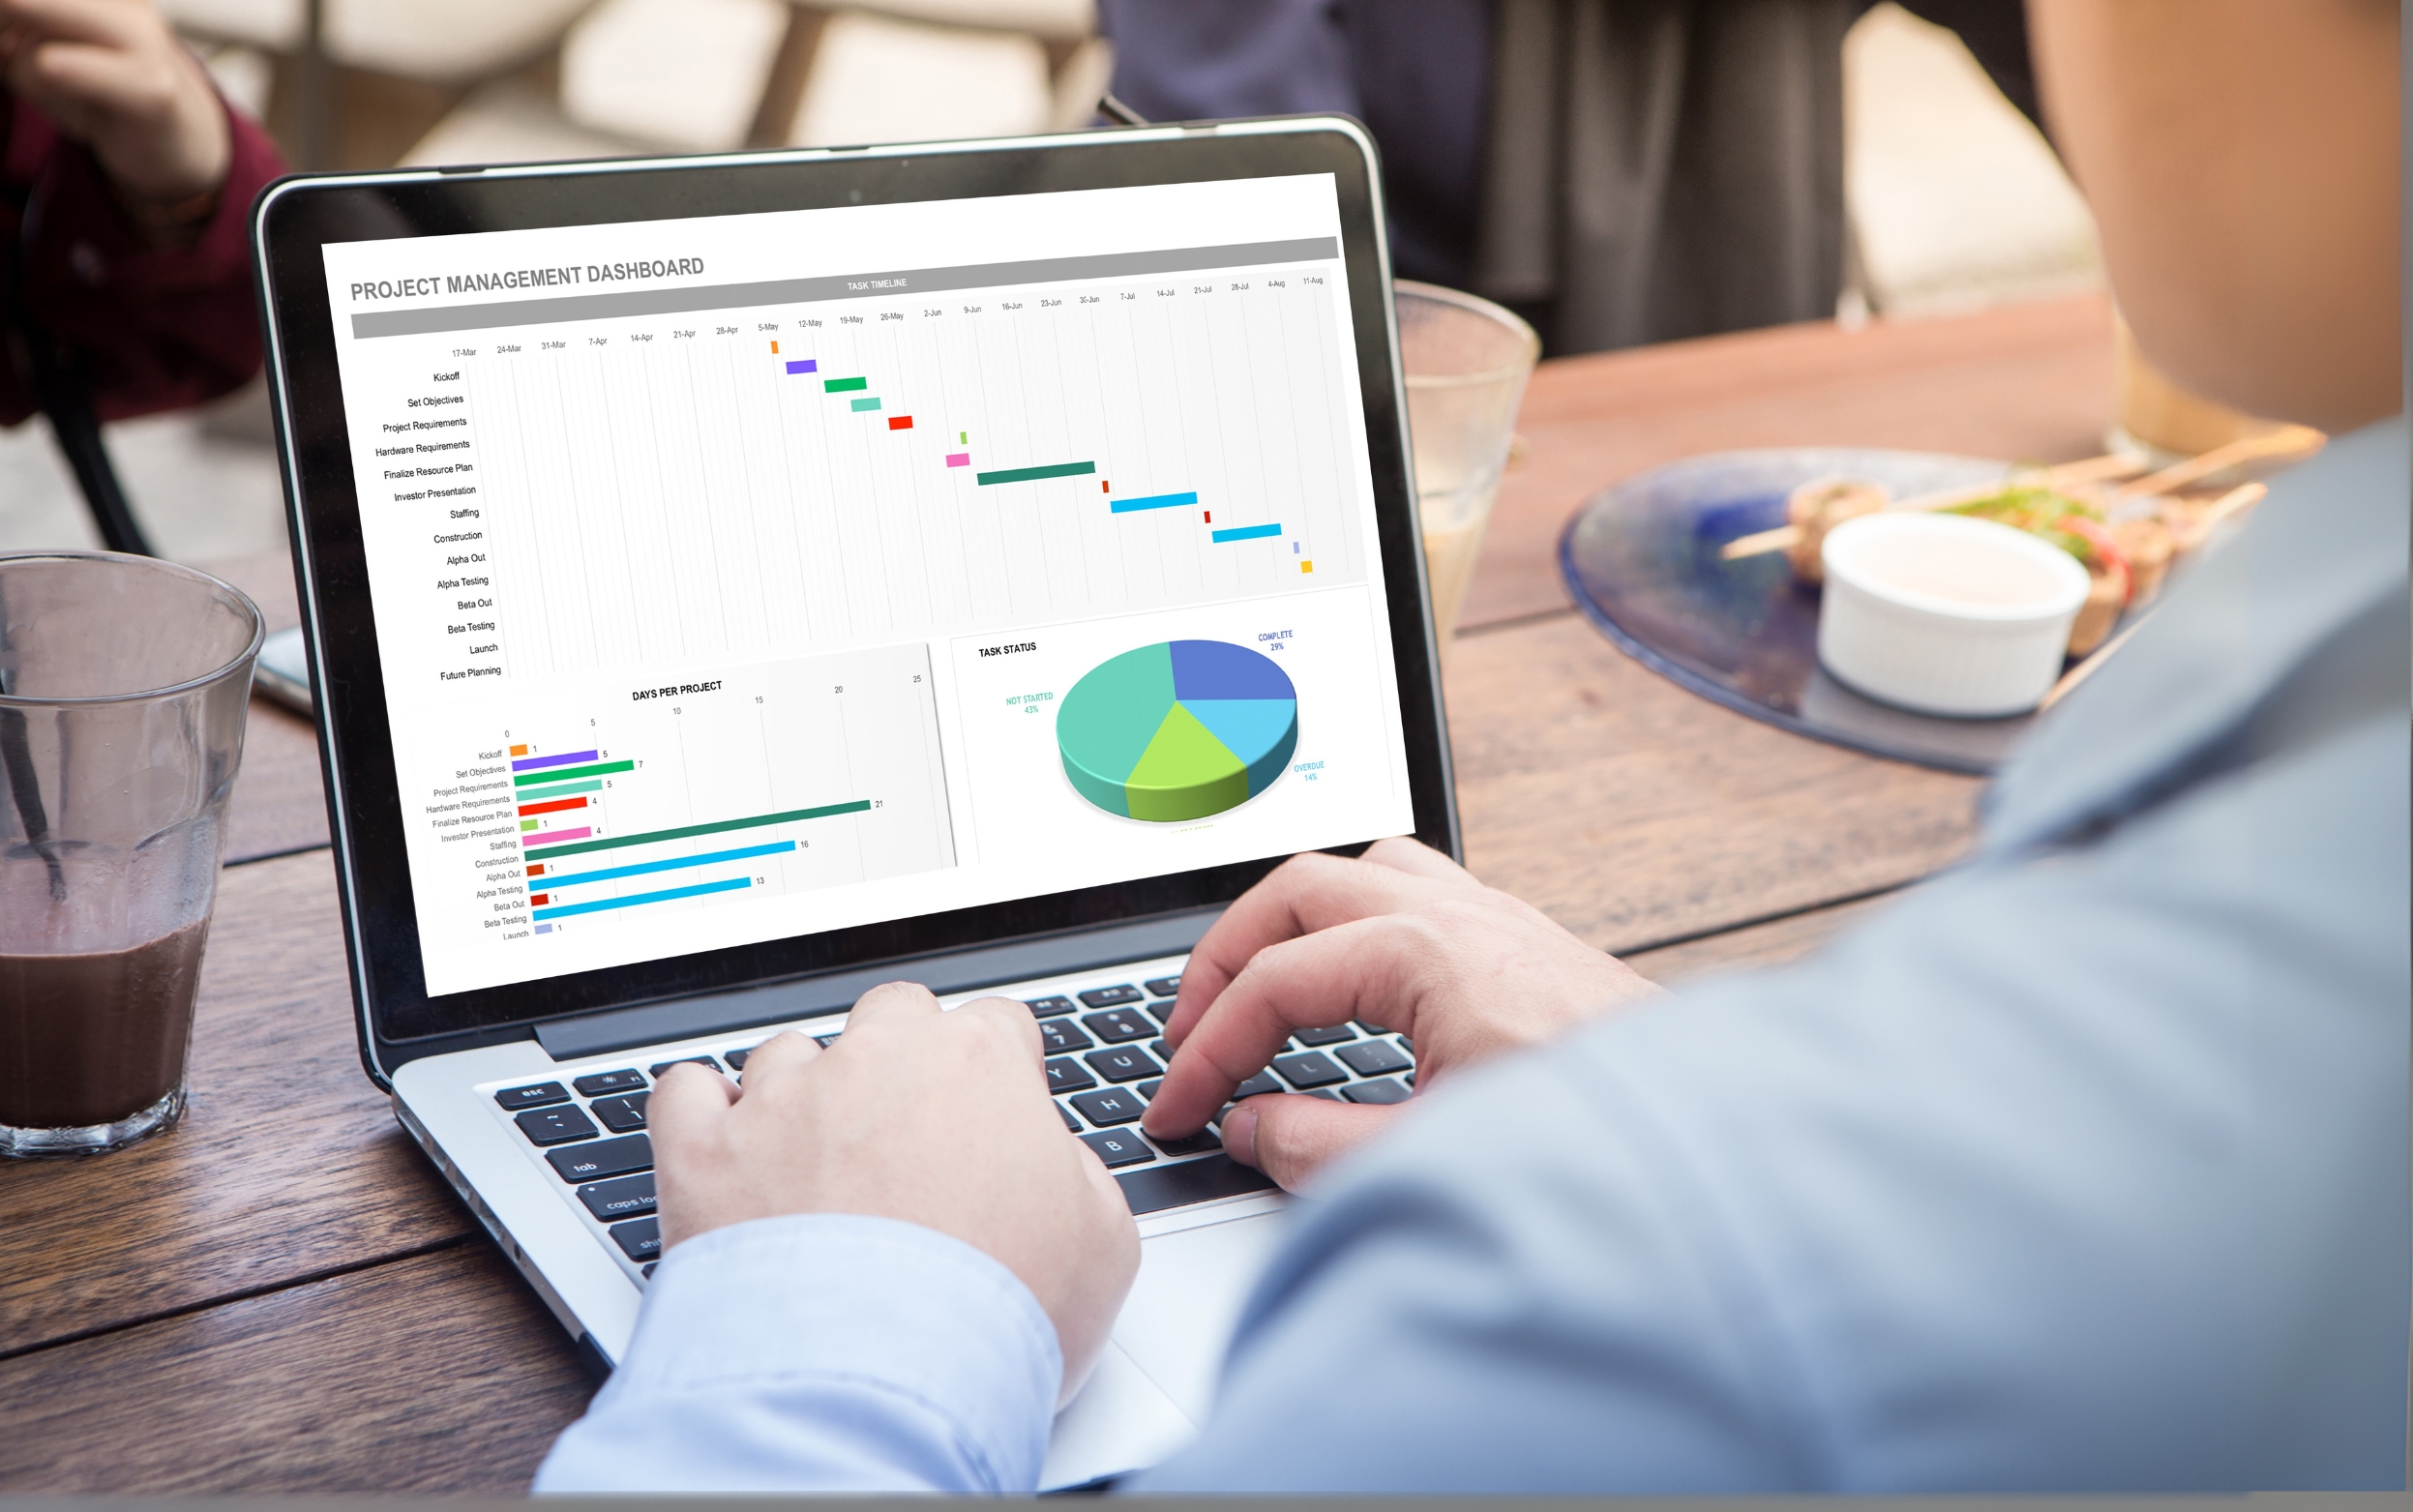 PROJECT MANAGEMENT DASHBOARD
TASK TIMELINE
17-Mar 24-Mar 31-Mar 7-Apr 14-Apr 21-Apr 28-Apr 5-May 12-May 19-May 26-May 2-Jun 9-Jun 16-Jun 23-Jun 30-Jun 7-Jul 14-Jul 21-Jul 28-Jul 4-Aug 11-Aug
Kickoff
Set Objectives
Project Requirements
Hardware Requirements
Finalize Resource Plan
Investor Presentation
Staffing
Construction
Alpha Out
Alpha Testing
Beta Out
Beta Testing
Launch
Future Planning
DAYS PER PROJECT
0 5 10 15 20 25
Kickoff 1
Set Objectives 5
Project Requirements 7
Hardware Requirements 5
Finalize Resource Plan 4
Investor Presentation 1
Staffing 4
Construction 21
Alpha Out 1
Alpha Testing 16
Beta Out 1
Beta Testing 13
Launch 1
TASK STATUS
COMPLETE
29%
NOT STARTED
43%
OVERDUE
14%
esc
~
! 1
& 7
* 8
tab
Y U
caps loc
H L
shi
B